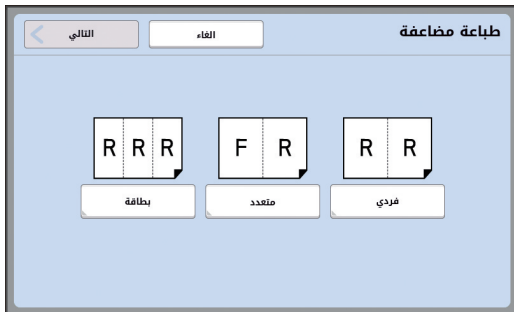 طباعة مضاعفة
الغاء
التالي
R R
F R
R R R
فردي
متعدد
بطاقة